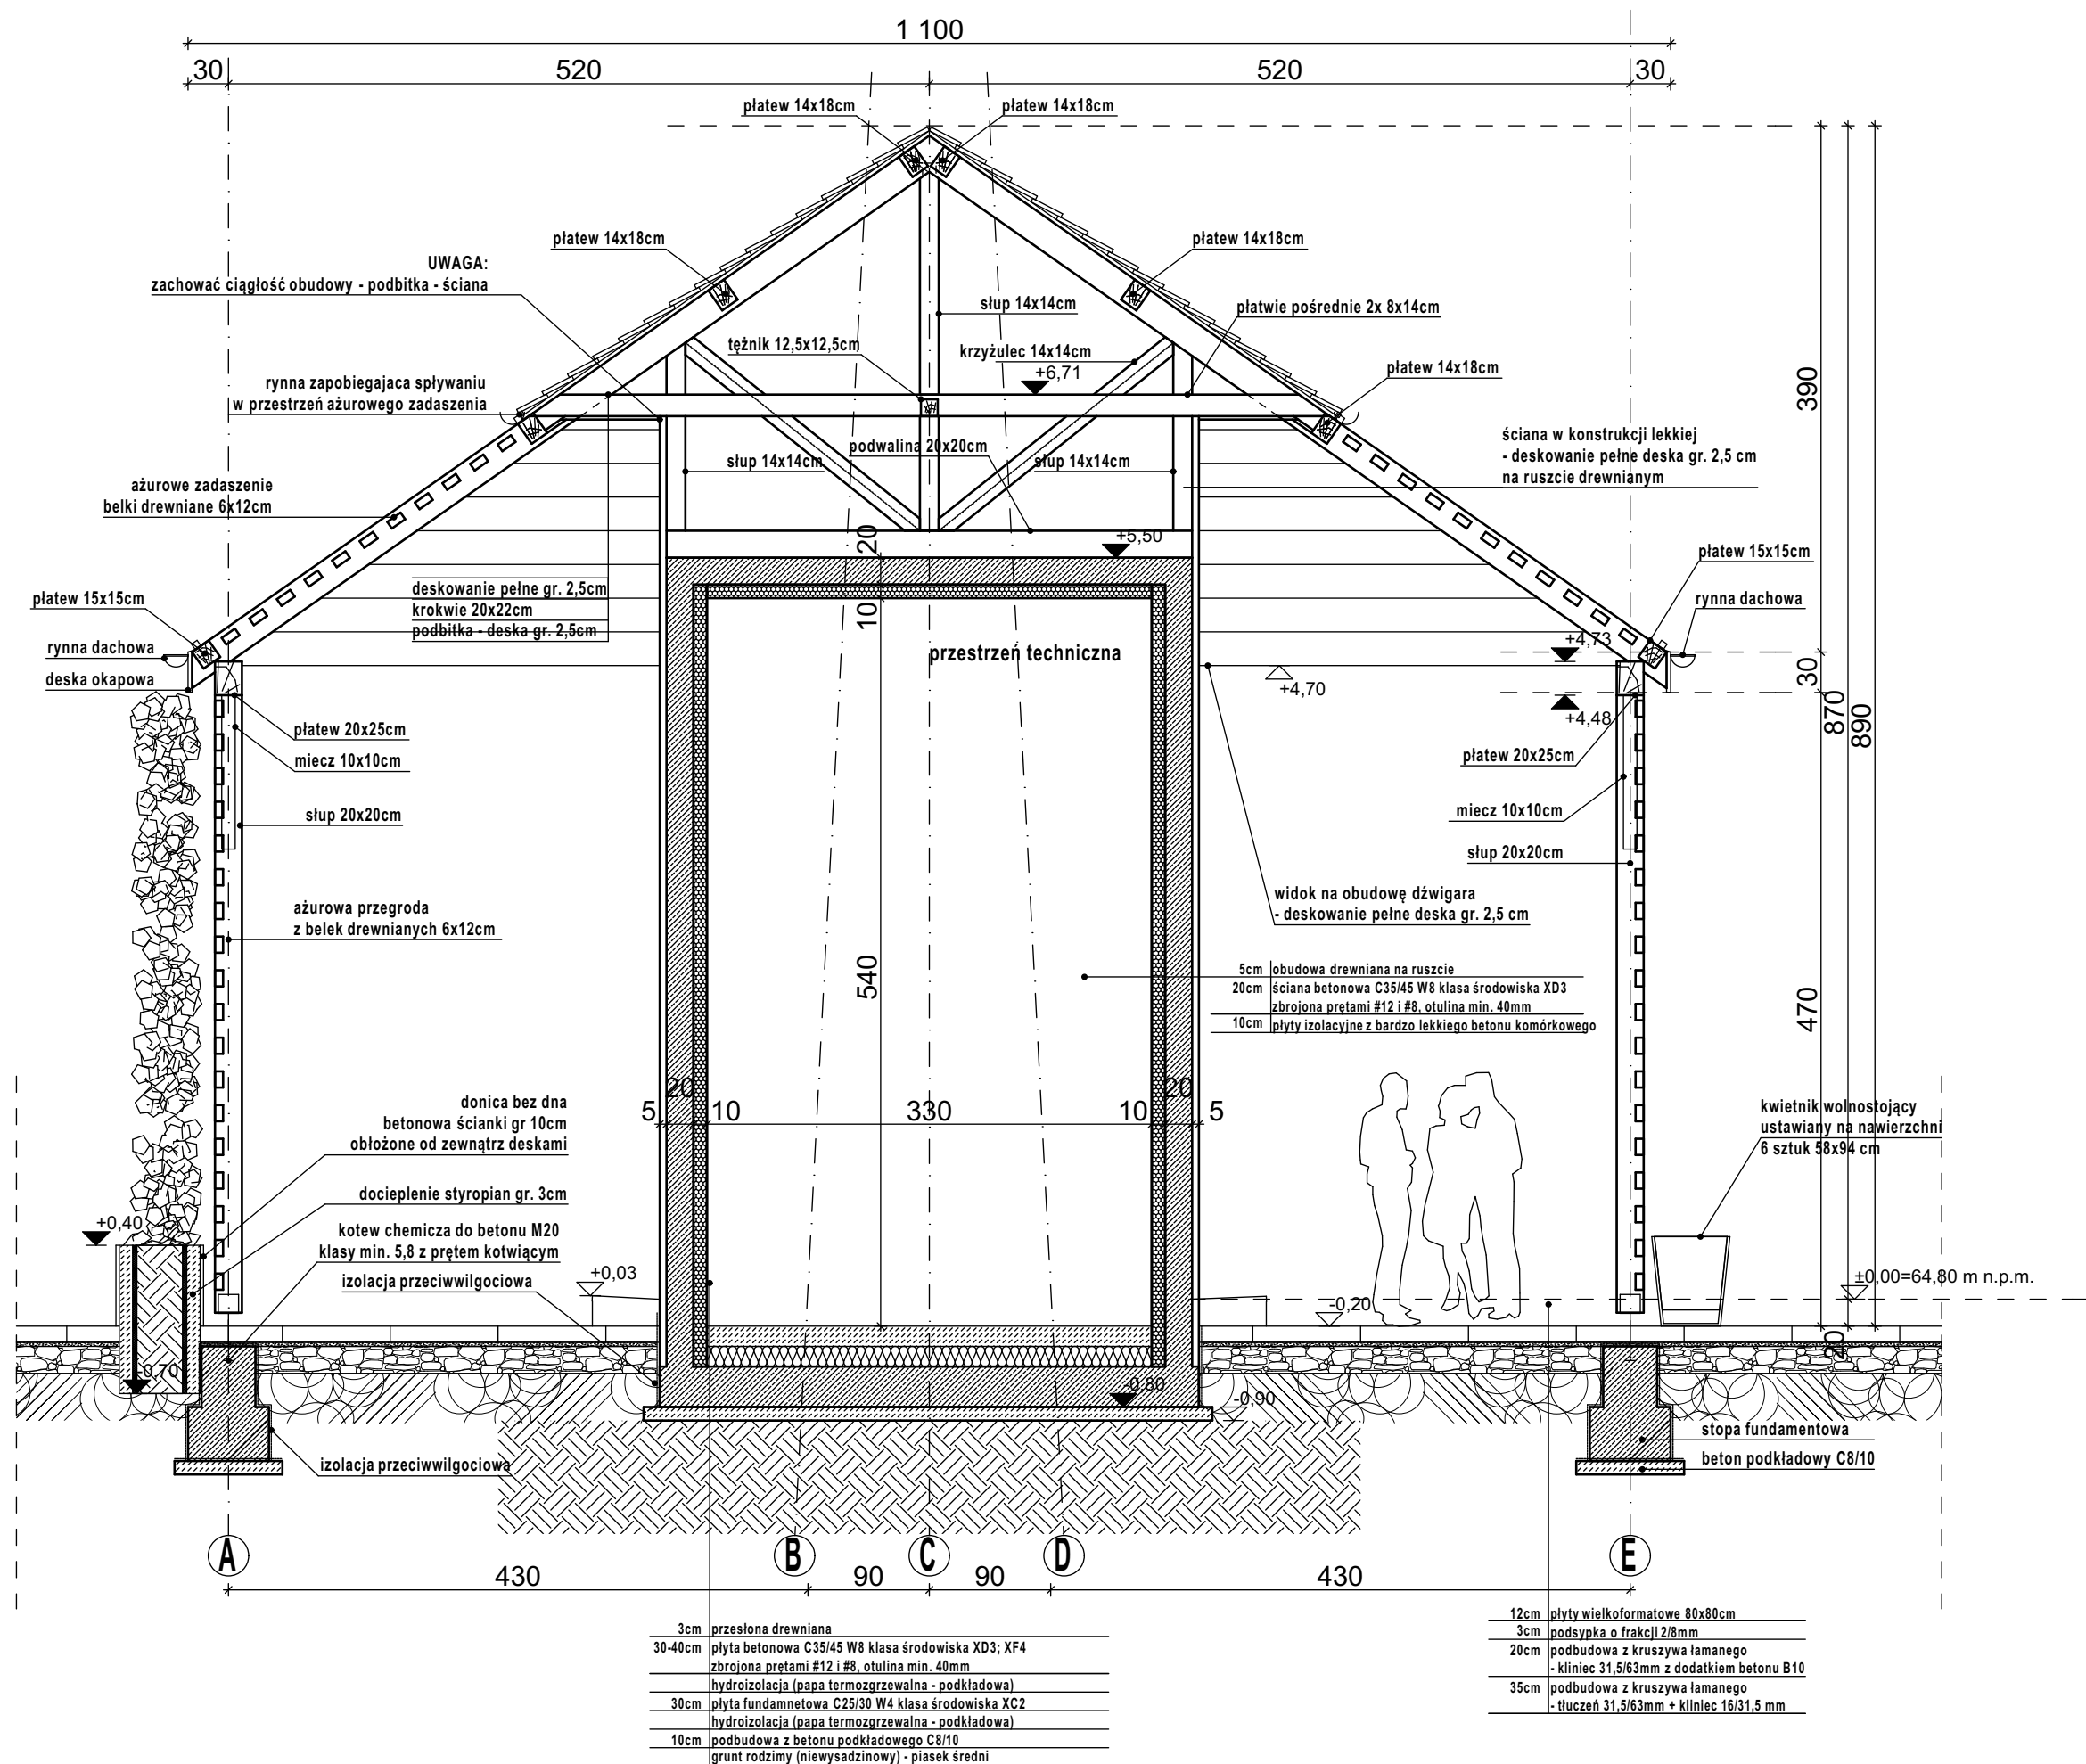 1 100
30
520
520
30
płatew 14x18cm
płatew 14x18cm
płatew 14x18cm
płatew 14x18cm
UWAGA:
zachować ciągłość obudowy - podbitka - ściana
słup 14x14cm
płatwie pośrednie 2x 8x14cm
tężnik 12,5x12,5cm
krzyżulec 14x14cm
+6,71
płatew 14x18cm
rynna zapobiegajaca spływaniu
w przestrzeń ażurowego zadaszenia
390
podwalina 20x20cm
słup 14x14cm
słup 14x14cm
ściana w konstrukcji lekkiej
- deskowanie pełne deska gr. 2,5 cm
na ruszcie drewnianym
ażurowe zadaszenie
belki drewniane 6x12cm
20
+5,50
płatew 15x15cm
płatew 15x15cm
deskowanie pełne gr. 2,5cm
krokwie 20x22cm
podbitka - deska gr. 2,5cm
10
rynna dachowa
rynna dachowa
deska okapowa
przestrzeń techniczna
+4,73
+4,70
+4,48
30
870
890
płatew 20x25cm
miecz 10x10cm
słup 20x20cm
płatew 20x25cm
miecz 10x10cm
słup 20x20cm
widok na obudowę dźwigara
- deskowanie pełne deska gr. 2,5 cm
ażurowa przegroda
z belek drewnianych 6x12cm
540
5cm obudowa drewniana na ruszcie
20cm ściana betonowa C35/45 W8 klasa środowiska XD3
zbrojona prętami #12 i #8, otulina min. 40mm
10cm płyty izolacyjne z bardzo lekkiego betonu komórkowego
470
5
20
10
330
10
20
5
donica bez dna
betonowa ścianki gr 10cm
obłożone od zewnątrz deskami
docieplenie styropian gr. 3cm
kotew chemicza do betonu M20
klasy min. 5,8 z prętem kotwiącym
izolacja przeciwwilgociowa
kwietnik wolnostojący
ustawiany na nawierzchni
6 sztuk 58x94 cm
+0,40
+0,03
-0,20
±0,00=64,80 m n.p.m.
20
-0,70
-0,80
-0,90
izolacja przeciwwilgociowa
stopa fundamentowa
beton podkładowy C8/10
A
B
C
D
E
430
90
90
430
3cm przesłona drewniana
30-40cm płyta betonowa C35/45 W8 klasa środowiska XD3; XF4
zbrojona prętami #12 i #8, otulina min. 40mm
hydroizolacja (papa termozgrzewalna - podkładowa)
30cm płyta fundamnetowa C25/30 W4 klasa środowiska XC2
hydroizolacja (papa termozgrzewalna - podkładowa)
10cm podbudowa z betonu podkładowego C8/10
grunt rodzimy (niewysadzinowy) - piasek średni
12cm płyty wielkoformatowe 80x80cm
3cm podsypka o frakcji 2/8mm
20cm podbudowa z kruszywa łamanego
- kliniec 31,5/63mm z dodatkiem betonu B10
35cm podbudowa z kruszywa łamanego
- tłuczeń 31,5/63mm + kliniec 16/31,5 mm